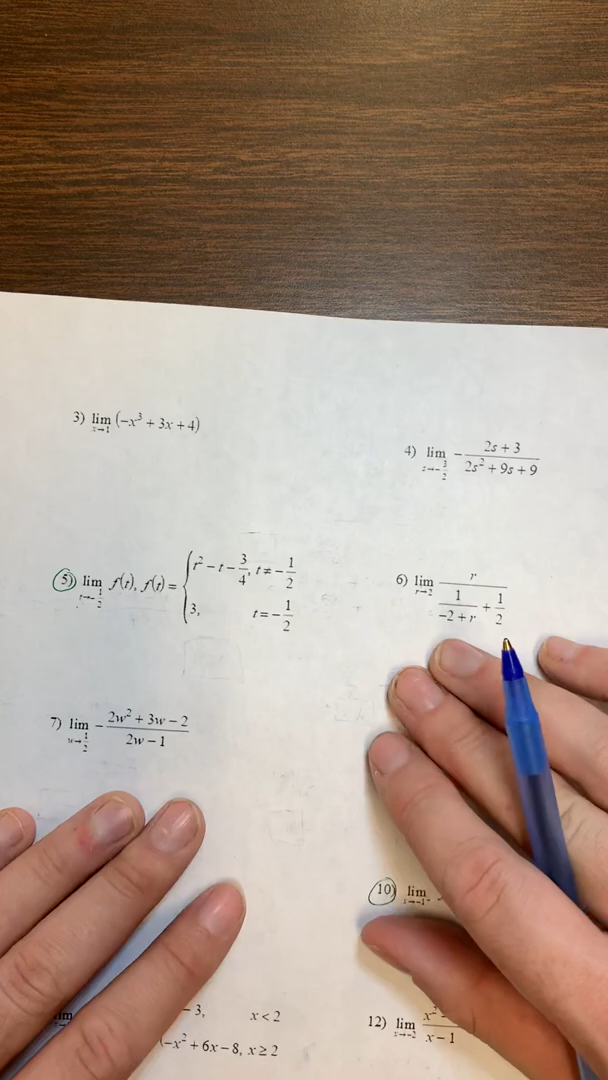 3) lim x→1 (−x³ + 3x + 4)
4) lim s→−3/2 − (2s + 3)/(2s² + 9s + 9)
5) lim t→−1/2 f(t), f(t) = { t² − t − 3/4, t ≠ −1/2
3, t = −1/2
6) lim r→2 r/(1/(−2 + r) + 1/2)
7) lim w→1/2 − (2w² + 3w − 2)/(2w − 1)
10) lim
lim
− 3, x < 2
−x² + 6x − 8, x ≥ 2
12) lim x→−2
x − 1